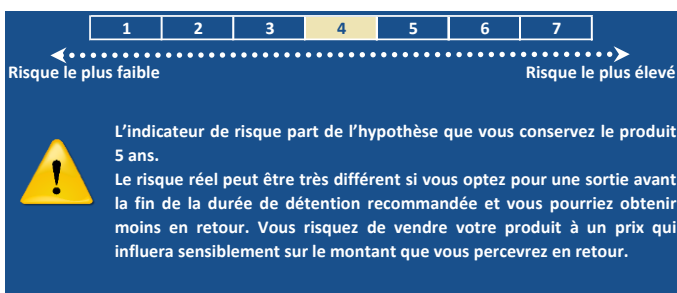 1 2 3 4 5 6 7
Risque le plus faible Risque le plus élevé
L'indicateur de risque part de l'hypothèse que vous conservez le produit
5 ans.
Le risque réel peut être très différent si vous optez pour une sortie avant
la fin de la durée de détention recommandée et vous pourriez obtenir
moins en retour. Vous risquez de vendre votre produit à un prix qui
influera sensiblement sur le montant que vous percevrez en retour.